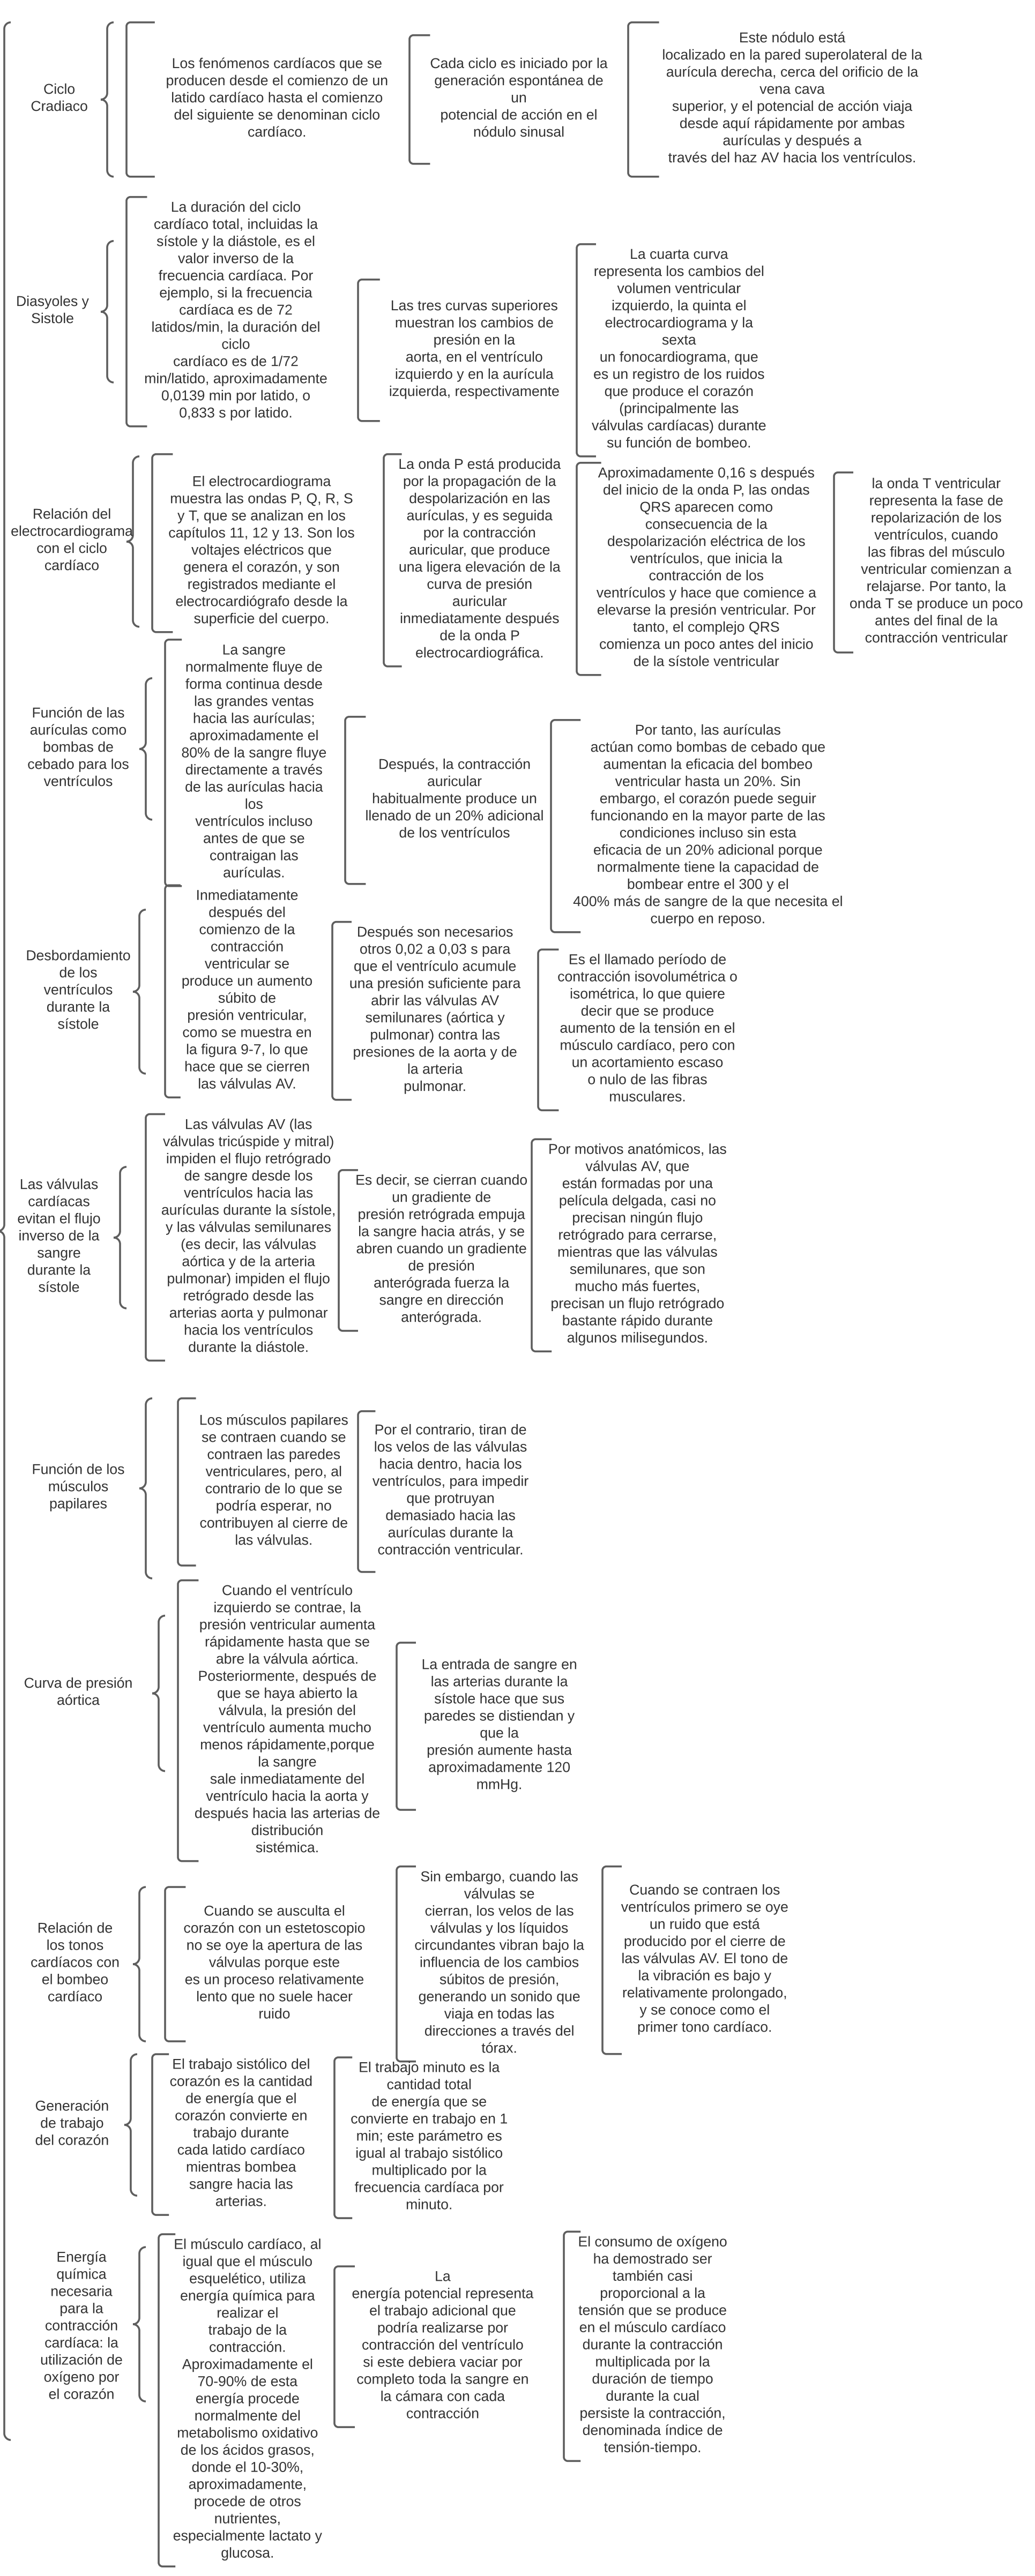 Ciclo
Cradiaco
Los fenómenos cardíacos que se
producen desde el comienzo de un
latido cardíaco hasta el comienzo
del siguiente se denominan ciclo
cardíaco.
Cada ciclo es iniciado por la
generación espontánea de
un
potencial de acción en el
nódulo sinusal
Este nódulo está
localizado en la pared superolateral de la
aurícula derecha, cerca del orificio de la
vena cava
superior, y el potencial de acción viaja
desde aquí rápidamente por ambas
aurículas y después a
través del haz AV hacia los ventrículos.
Diasyoles y
Sistole
La duración del ciclo
cardíaco total, incluidas la
sístole y la diástole, es el
valor inverso de la
frecuencia cardíaca. Por
ejemplo, si la frecuencia
cardíaca es de 72
latidos/min, la duración del
ciclo
cardíaco es de 1/72
min/latido, aproximadamente
0,0139 min por latido, o
0,833 s por latido.
Las tres curvas superiores
muestran los cambios de
presión en la
aorta, en el ventrículo
izquierdo y en la aurícula
izquierda, respectivamente
La cuarta curva
representa los cambios del
volumen ventricular
izquierdo, la quinta el
electrocardiograma y la
sexta
un fonocardiograma, que
es un registro de los ruidos
que produce el corazón
(principalmente las
válvulas cardíacas) durante
su función de bombeo.
Relación del
electrocardiograma
con el ciclo
cardíaco
El electrocardiograma
muestra las ondas P, Q, R, S
y T, que se analizan en los
capítulos 11, 12 y 13. Son los
voltajes eléctricos que
genera el corazón, y son
registrados mediante el
electrocardiógrafo desde la
superficie del cuerpo.
La onda P está producida
por la propagación de la
despolarización en las
aurículas, y es seguida
por la contracción
auricular, que produce
una ligera elevación de la
curva de presión
auricular
inmediatamente después
de la onda P
electrocardiográfica.
Aproximadamente 0,16 s después
del inicio de la onda P, las ondas
QRS aparecen como
consecuencia de la
despolarización eléctrica de los
ventrículos, que inicia la
contracción de los
ventrículos y hace que comience a
elevarse la presión ventricular. Por
tanto, el complejo QRS
comienza un poco antes del inicio
de la sístole ventricular
la onda T ventricular
representa la fase de
repolarización de los
ventrículos, cuando
las fibras del músculo
ventricular comienzan a
relajarse. Por tanto, la
onda T se produce un poco
antes del final de la
contracción ventricular
Función de las
aurículas como
bombas de
cebado para los
ventrículos
La sangre
normalmente fluye de
forma continua desde
las grandes ventas
hacia las aurículas;
aproximadamente el
80% de la sangre fluye
directamente a través
de las aurículas hacia
los
ventrículos incluso
antes de que se
contraigan las
aurículas.
Después, la contracción
auricular
habitualmente produce un
llenado de un 20% adicional
de los ventrículos
Por tanto, las aurículas
actúan como bombas de cebado que
aumentan la eficacia del bombeo
ventricular hasta un 20%. Sin
embargo, el corazón puede seguir
funcionando en la mayor parte de las
condiciones incluso sin esta
eficacia de un 20% adicional porque
normalmente tiene la capacidad de
bombear entre el 300 y el
400% más de sangre de la que necesita el
cuerpo en reposo.
Desbordamiento
de los
ventrículos
durante la
sístole
Inmediatamente
después del
comienzo de la
contracción
ventricular se
produce un aumento
súbito de
presión ventricular,
como se muestra en
la figura 9-7, lo que
hace que se cierren
las válvulas AV.
Después son necesarios
otros 0,02 a 0,03 s para
que el ventrículo acumule
una presión suficiente para
abrir las válvulas AV
semilunares (aórtica y
pulmonar) contra las
presiones de la aorta y de
la arteria
pulmonar.
Es el llamado período de
contracción isovolumétrica o
isométrica, lo que quiere
decir que se produce
aumento de la tensión en el
músculo cardíaco, pero con
un acortamiento escaso
o nulo de las fibras
musculares.
Las válvulas
cardíacas
evitan el flujo
inverso de la
sangre
durante la
sístole
Las válvulas AV (las
válvulas tricúspide y mitral)
impiden el flujo retrógrado
de sangre desde los
ventrículos hacia las
aurículas durante la sístole,
y las válvulas semilunares
(es decir, las válvulas
aórtica y de la arteria
pulmonar) impiden el flujo
retrógrado desde las
arterias aorta y pulmonar
hacia los ventrículos
durante la diástole.
Es decir, se cierran cuando
un gradiente de
presión retrógrada empuja
la sangre hacia atrás, y se
abren cuando un gradiente
de presión
anterógrada fuerza la
sangre en dirección
anterógrada.
Por motivos anatómicos, las
válvulas AV, que
están formadas por una
película delgada, casi no
precisan ningún flujo
retrógrado para cerrarse,
mientras que las válvulas
semilunares, que son
mucho más fuertes,
precisan un flujo retrógrado
bastante rápido durante
algunos milisegundos.
Función de los
músculos
papilares
Los músculos papilares
se contraen cuando se
contraen las paredes
ventriculares, pero, al
contrario de lo que se
podría esperar, no
contribuyen al cierre de
las válvulas.
Por el contrario, tiran de
los velos de las válvulas
hacia dentro, hacia los
ventrículos, para impedir
que protruyan
demasiado hacia las
aurículas durante la
contracción ventricular.
Curva de presión
aórtica
Cuando el ventrículo
izquierdo se contrae, la
presión ventricular aumenta
rápidamente hasta que se
abre la válvula aórtica.
Posteriormente, después de
que se haya abierto la
válvula, la presión del
ventrículo aumenta mucho
menos rápidamente,porque
la sangre
sale inmediatamente del
ventrículo hacia la aorta y
después hacia las arterias de
distribución
sistémica.
La entrada de sangre en
las arterias durante la
sístole hace que sus
paredes se distiendan y
que la
presión aumente hasta
aproximadamente 120
mmHg.
Relación de
los tonos
cardíacos con
el bombeo
cardíaco
Cuando se ausculta el
corazón con un estetoscopio
no se oye la apertura de las
válvulas porque este
es un proceso relativamente
lento que no suele hacer
ruido
Sin embargo, cuando las
válvulas se
cierran, los velos de las
válvulas y los líquidos
circundantes vibran bajo la
influencia de los cambios
súbitos de presión,
generando un sonido que
viaja en todas las
direcciones a través del
tórax.
Cuando se contraen los
ventrículos primero se oye
un ruido que está
producido por el cierre de
las válvulas AV. El tono de
la vibración es bajo y
relativamente prolongado,
y se conoce como el
primer tono cardíaco.
Generación
de trabajo
del corazón
El trabajo sistólico del
corazón es la cantidad
de energía que el
corazón convierte en
trabajo durante
cada latido cardíaco
mientras bombea
sangre hacia las
arterias.
El trabajo minuto es la
cantidad total
de energía que se
convierte en trabajo en 1
min; este parámetro es
igual al trabajo sistólico
multiplicado por la
frecuencia cardíaca por
minuto.
Energía
química
necesaria
para la
contracción
cardíaca: la
utilización de
oxígeno por
el corazón
El músculo cardíaco, al
igual que el músculo
esquelético, utiliza
energía química para
realizar el
trabajo de la
contracción.
Aproximadamente el
70-90% de esta
energía procede
normalmente del
metabolismo oxidativo
de los ácidos grasos,
donde el 10-30%,
aproximadamente,
procede de otros
nutrientes,
especialmente lactato y
glucosa.
La
energía potencial representa
el trabajo adicional que
podría realizarse por
contracción del ventrículo
si este debiera vaciar por
completo toda la sangre en
la cámara con cada
contracción
El consumo de oxígeno
ha demostrado ser
también casi
proporcional a la
tensión que se produce
en el músculo cardíaco
durante la contracción
multiplicada por la
duración de tiempo
durante la cual
persiste la contracción,
denominada índice de
tensión-tiempo.